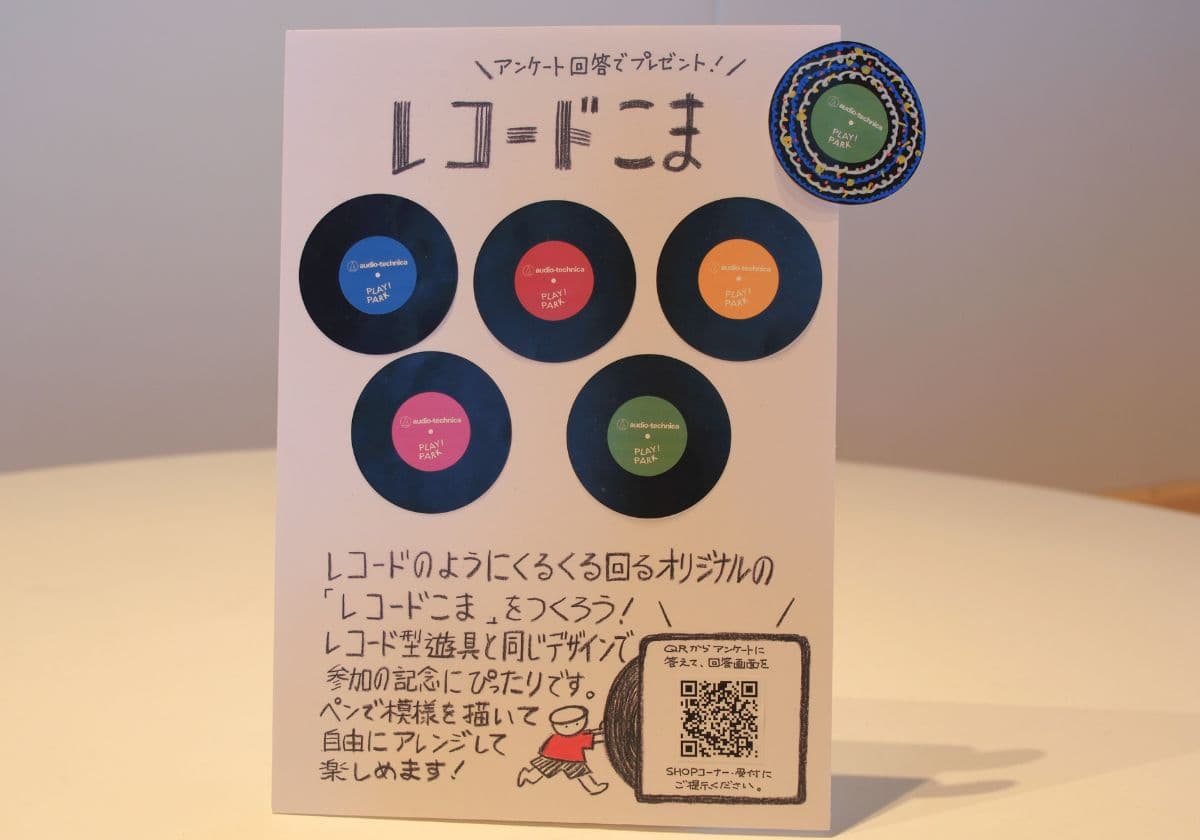 \アンケート回答でプレゼント!/
レコードこま
audio-technica
PLAY!
PARK
audio-technica
PLAY!
PARK
audio-technica
PLAY!
PARK
audio-technica
PLAY!
PARK
audio-technica
PLAY!
PARK
audio-technica
PLAY!
PARK
レコードのようにくるくる回るオリジナルの
「レコードこま」をつくろう!
レコード型遊具と同じデザインで
参加の記念にぴったりです。
ペンで模様を描いて
自由にアレンジして
楽しめます!
QRからアンケートに
答えて、回答画面を
SHOPコーナー・受付に
ご提示ください。